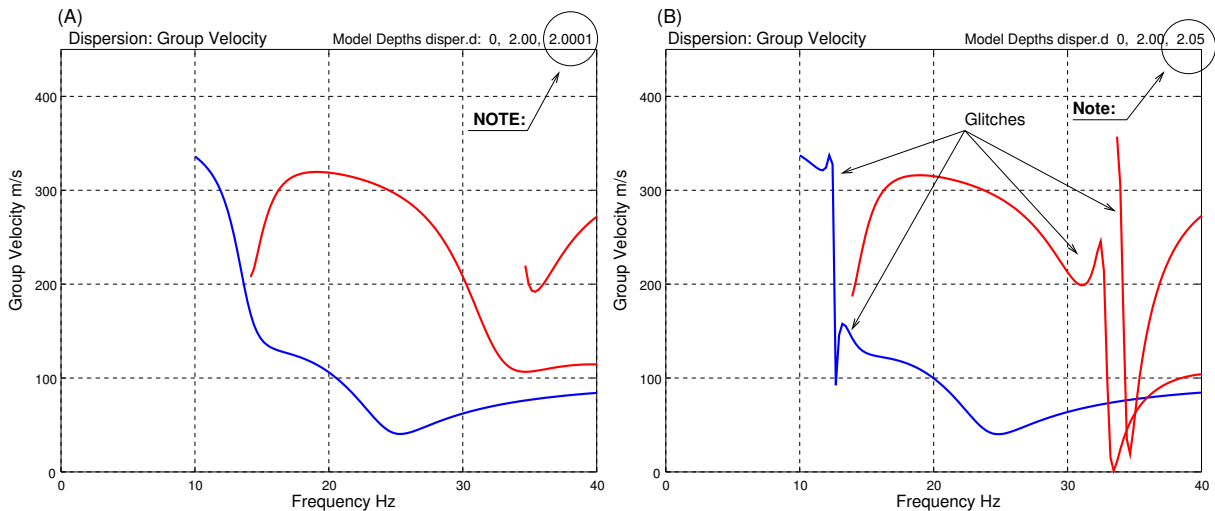 (A)
Dispersion: Group Velocity
Model Depths disper.d: 0, 2.00, 2.0001
NOTE:
Group Velocity m/s
400
300
200
100
0
0
10
20
30
40
Frequency Hz
(B)
Dispersion: Group Velocity
Model Depths disper.d 0, 2.00, 2.05
Note:
Glitches
Group Velocity m/s
400
300
200
100
0
0
10
20
30
40
Frequency Hz